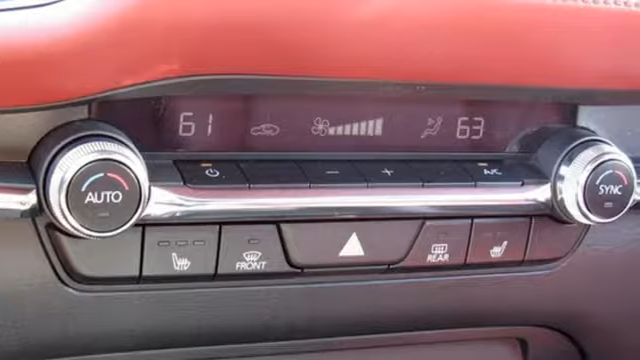 61 63
− + A/C
AUTO SYNC
FRONT REAR